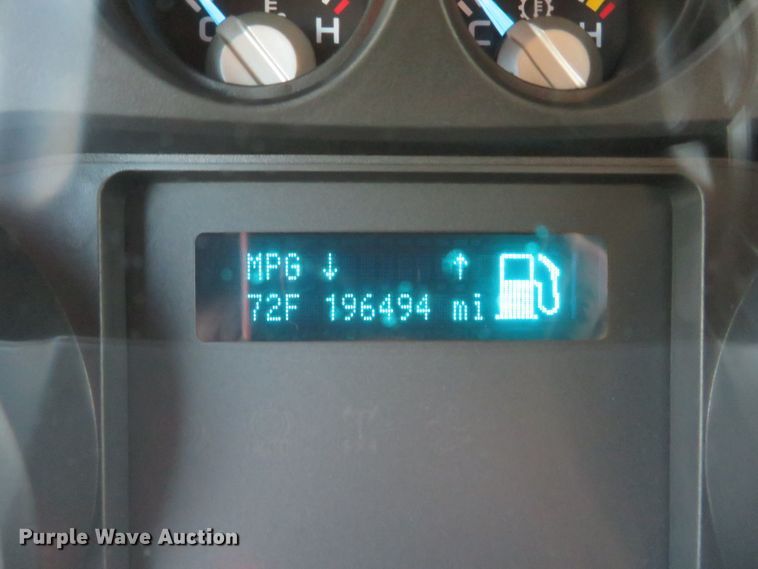 C H C H
MPG ↓ ↑
72F 196494 mi
Purple Wave Auction